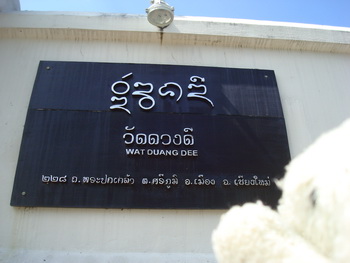 วัดดวงดี
WAT DUANG DEE
๒๒๘ ถ.พระปกเกล้า ต.ศรีภูมิ อ.เมือง จ.เชียงใหม่